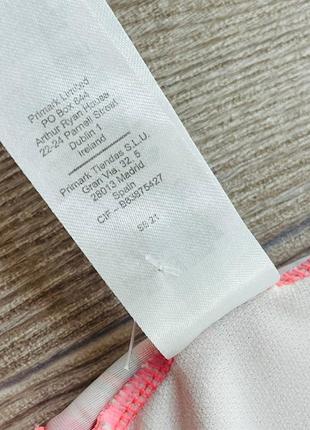 Primark Limited
PO Box 644
Arthur Ryan House
22-24 Parnell Street
Dublin 1
Ireland
Primark Tiendas S.L.U.
Gran Via, 32, 5
28013 Madrid
Spain
CIF - B83875427
SS 21